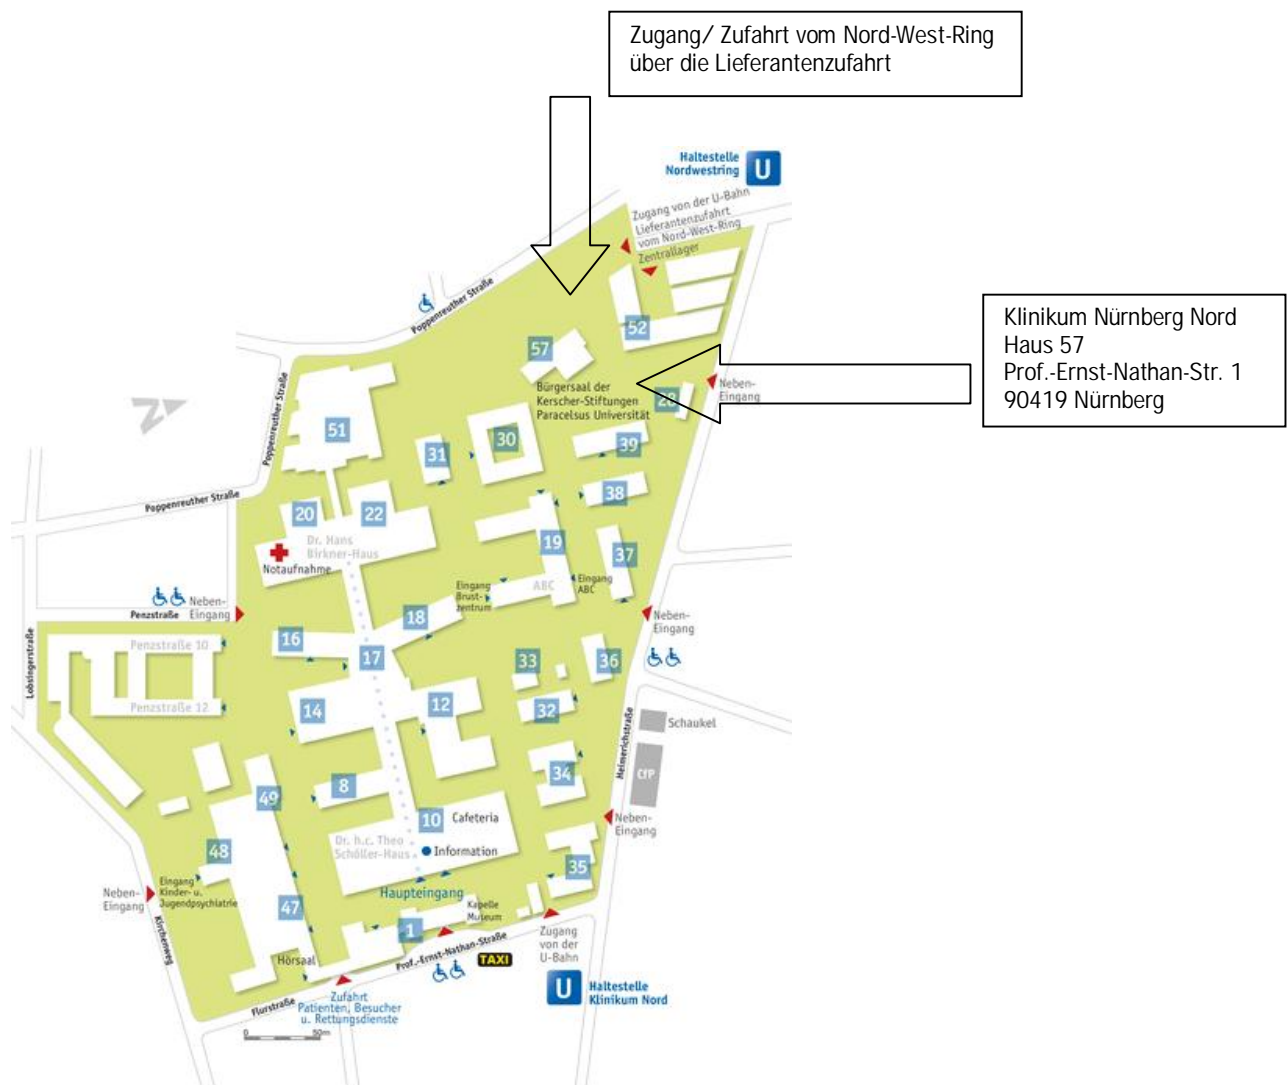 Zugang/ Zufahrt vom Nord-West-Ring
über die Lieferantenzufahrt
Haltestelle
Nordwestring
U
Zugang von der U-Bahn
Lieferantenzufahrt
vom Nord-West-Ring
Zentrallager
Poppenreuther Straße
52
57
Klinikum Nürnberg Nord
Haus 57
Prof.-Ernst-Nathan-Str. 1
90419 Nürnberg
Bürgersaal der
Kerscher-Stiftungen
Paracelsus Universität
28
Neben-
Eingang
N
Poppenreuther Straße
51
31
30
39
38
Poppenreuther Straße
20
22
Dr. Hans
Birkner-Haus
Notaufnahme
19
37
Eingang
Brust-
zentrum
ABC
Eingang
ABC
Neben-
Eingang
Penzstraße
18
Neben-
Eingang
Lobsingerstraße
Penzstraße 10
16
17
33
36
Penzstraße 12
14
12
32
Schaukel
Heimerichstraße
CfP
34
8
49
10
Cafeteria
Neben-
Eingang
Dr. h.c. Theo
Schöller-Haus
Information
48
35
Eingang
Kinder- u.
Jugendpsychiatrie
Neben-
Eingang
Haupteingang
47
Kapelle
Museum
1
Kirchenweg
Hörsaal
Prof.-Ernst-Nathan-Straße
TAXI
Zugang
von der
U-Bahn
U
Haltestelle
Klinikum Nord
Flurstraße
Zufahrt
Patienten, Besucher
u. Rettungsdienste
0
50m